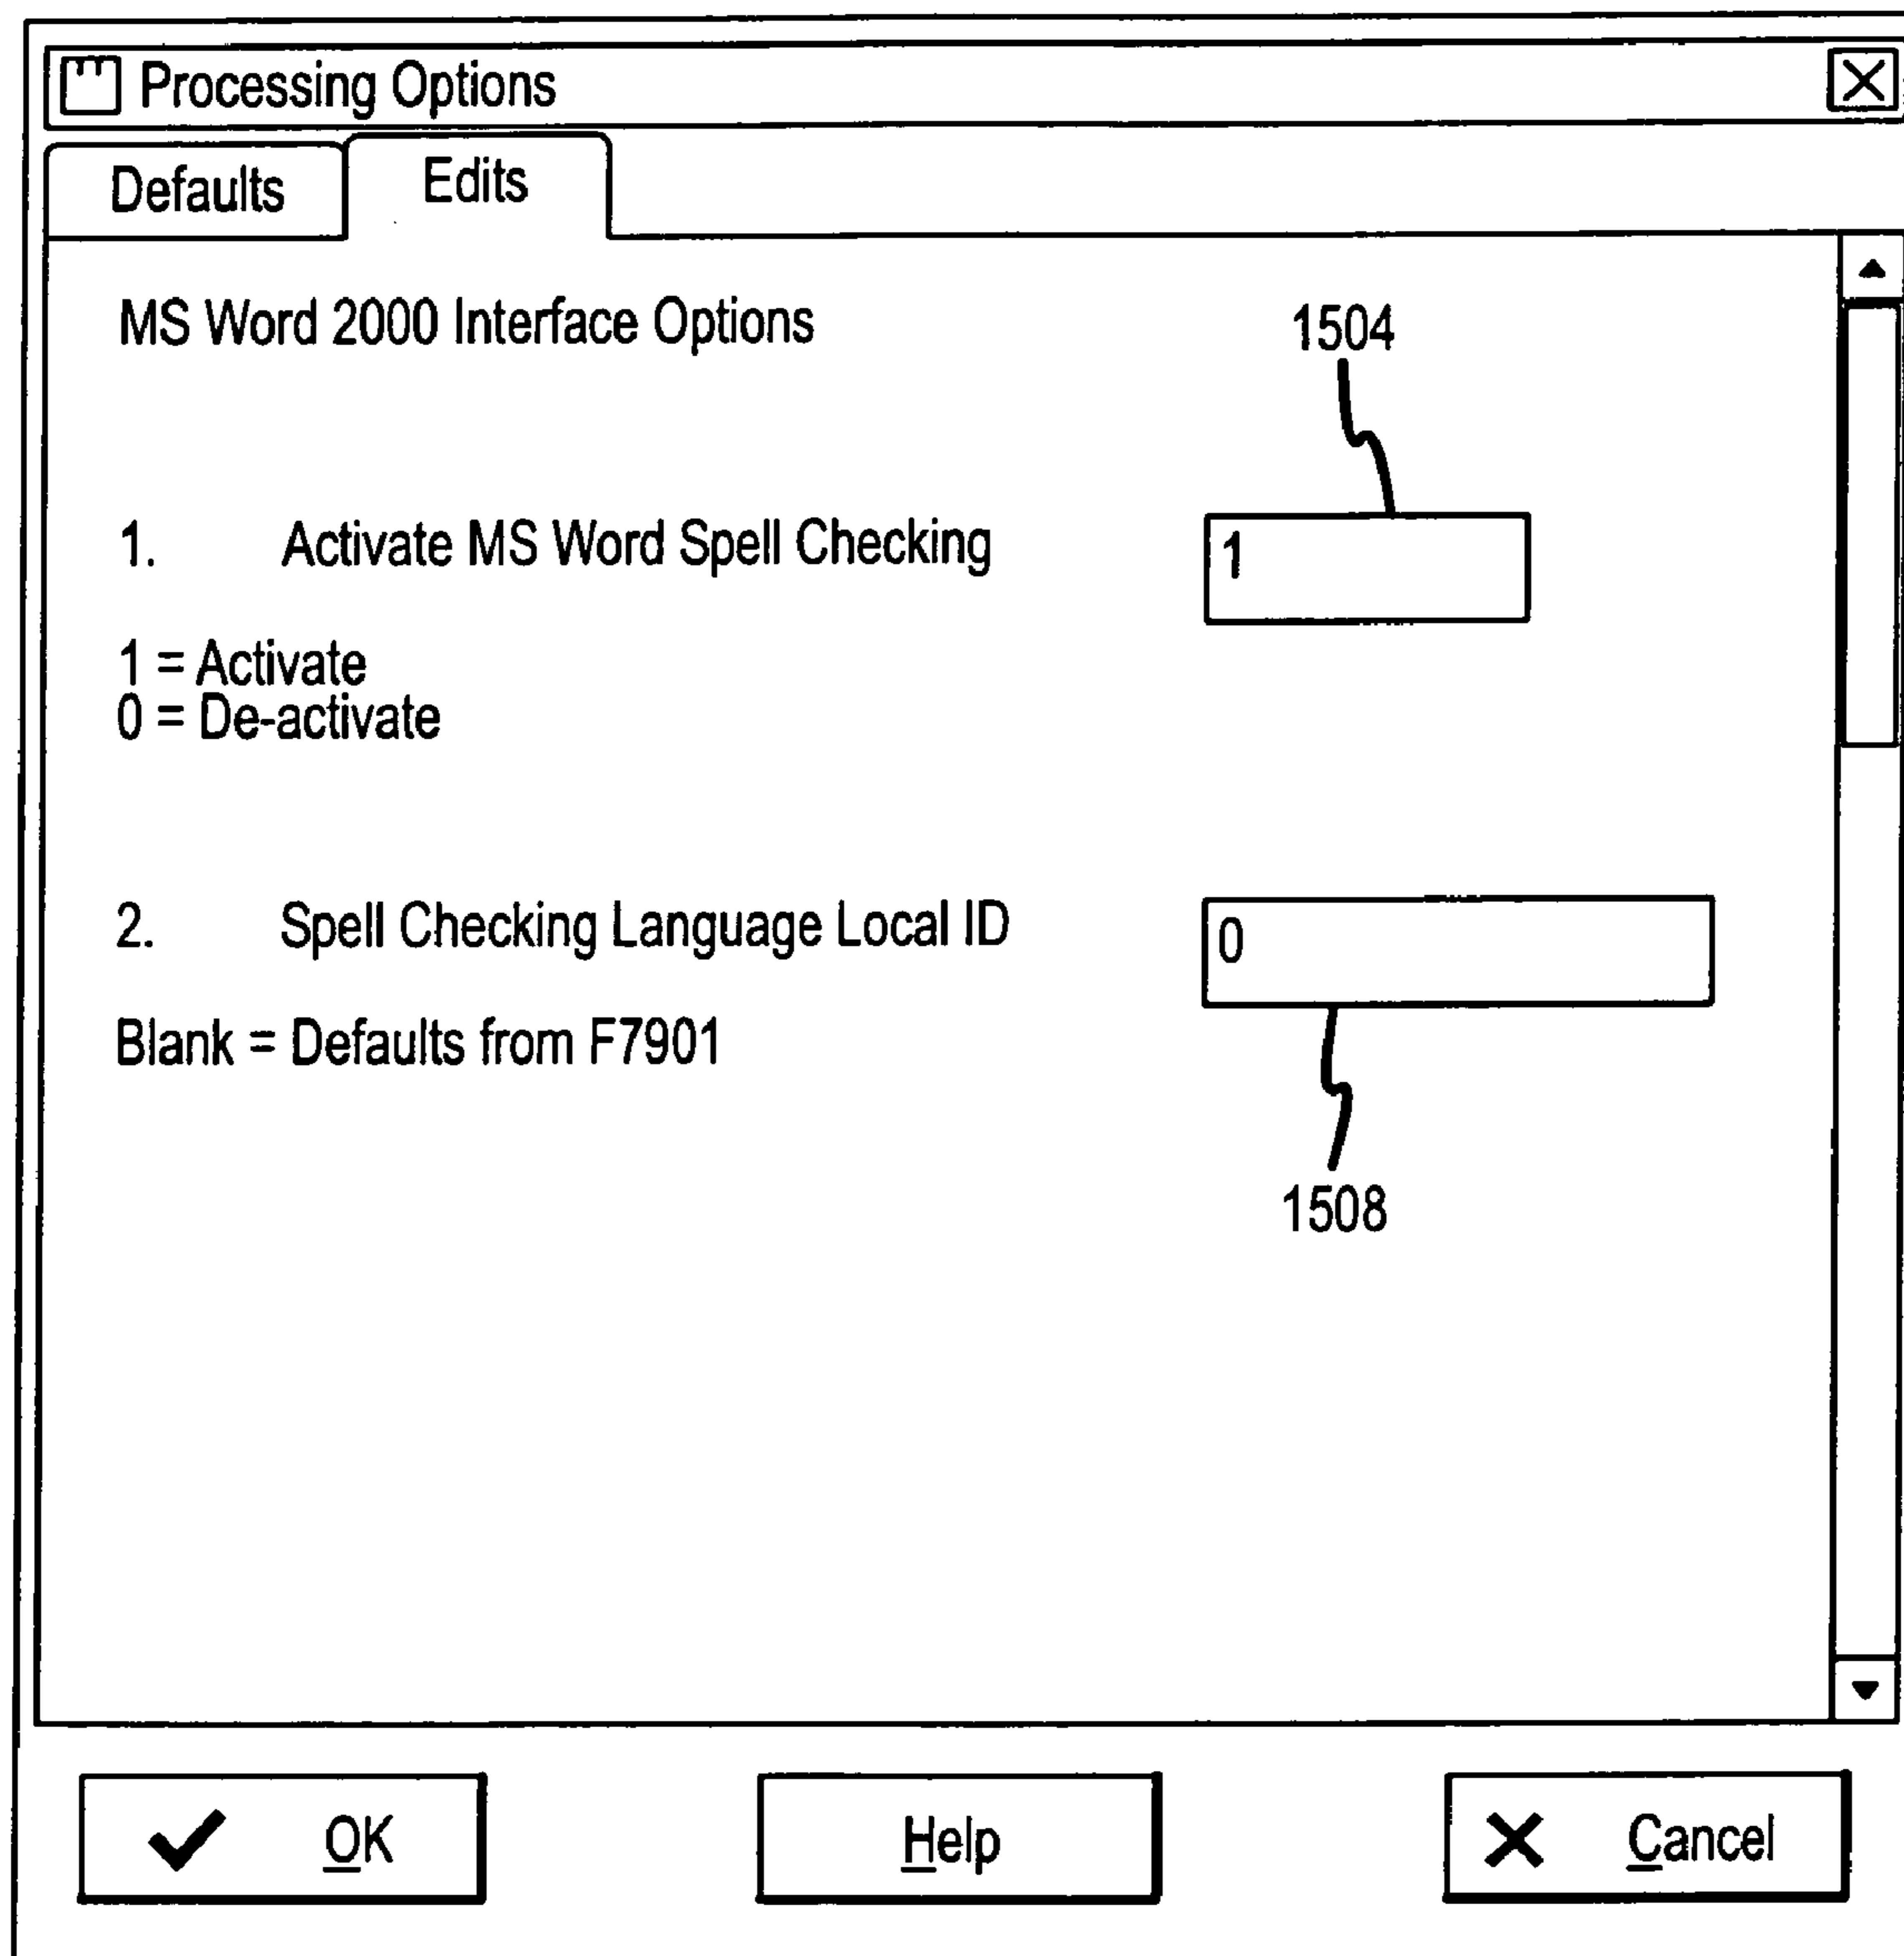 Processing Options
Defaults Edits
MS Word 2000 Interface Options
1504
1. Activate MS Word Spell Checking 1
1 = Activate
0 = De-activate
2. Spell Checking Language Local ID 0
Blank = Defaults from F7901
1508
OK Help Cancel